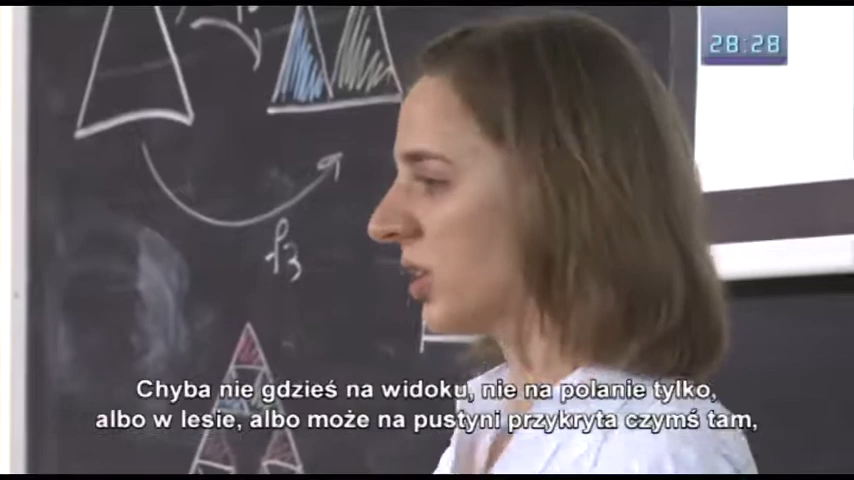 28:28
f3
Chyba nie gdzieś na widoku, nie na polanie tylko,
albo w lesie, albo może na pustyni przykryta czymś tam,